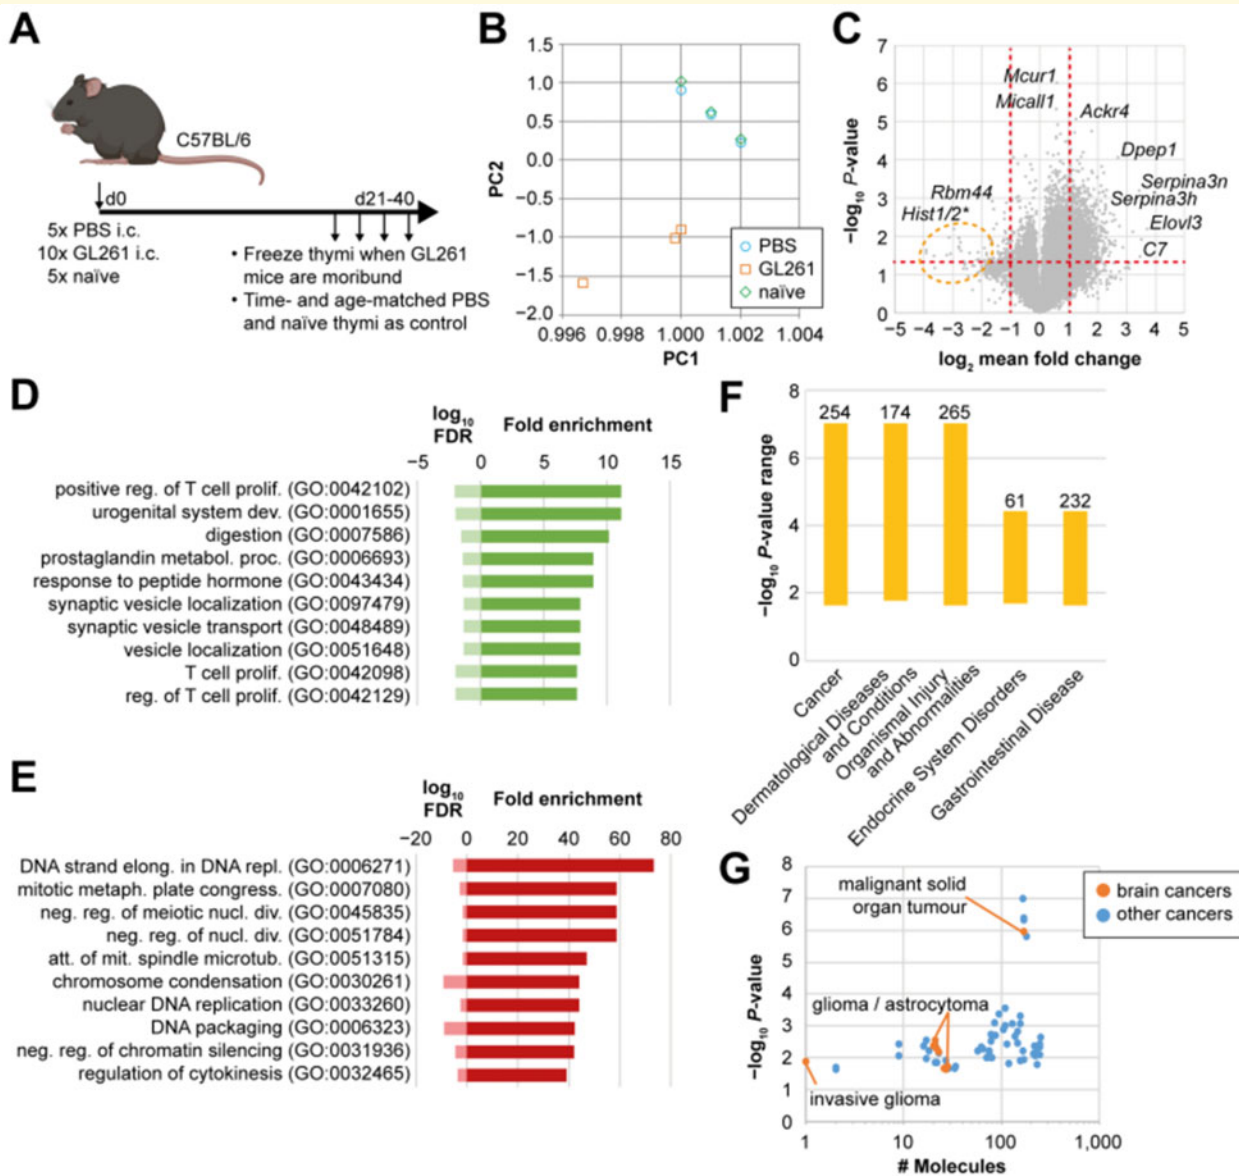 A
C57BL/6
d0
d21-40
5x PBS i.c.
10x GL261 i.c.
5x naïve
• Freeze thymi when GL261
mice are moribund
• Time- and age-matched PBS
and naïve thymi as control
B
1.5
1.0
0.5
0.0
−0.5
−1.0
−1.5
−2.0
PC2
0.996 0.998 1.000 1.002 1.004
PC1
PBS
GL261
naïve
C
7
6
5
4
3
2
1
0
−log10 P-value
Mcur1
Micall1
Ackr4
Dpep1
Serpina3n
Serpina3h
Rbm44
Hist1/2*
Elovl3
C7
−5 −4 −3 −2 −1 0 1 2 3 4 5
log2 mean fold change
D
log10
FDR
Fold enrichment
−5 0 5 10 15
positive reg. of T cell prolif. (GO:0042102)
urogenital system dev. (GO:0001655)
digestion (GO:0007586)
prostaglandin metabol. proc. (GO:0006693)
response to peptide hormone (GO:0043434)
synaptic vesicle localization (GO:0097479)
synaptic vesicle transport (GO:0048489)
vesicle localization (GO:0051648)
T cell prolif. (GO:0042098)
reg. of T cell prolif. (GO:0042129)
E
log10
FDR
Fold enrichment
−20 0 20 40 60 80
DNA strand elong. in DNA repl. (GO:0006271)
mitotic metaph. plate congress. (GO:0007080)
neg. reg. of meiotic nucl. div. (GO:0045835)
neg. reg. of nucl. div. (GO:0051784)
att. of mit. spindle microtub. (GO:0051315)
chromosome condensation (GO:0030261)
nuclear DNA replication (GO:0033260)
DNA packaging (GO:0006323)
neg. reg. of chromatin silencing (GO:0031936)
regulation of cytokinesis (GO:0032465)
F
8
6
4
2
0
−log10 P-value range
254 174 265 61 232
Cancer
Dermatological Diseases
and Conditions
Organismal Injury
and Abnormalities
Endocrine System Disorders
Gastrointestinal Disease
G
8
7
6
5
4
3
2
1
0
−log10 P-value
malignant solid
organ tumour
glioma / astrocytoma
invasive glioma
brain cancers
other cancers
1 10 100 1,000
# Molecules